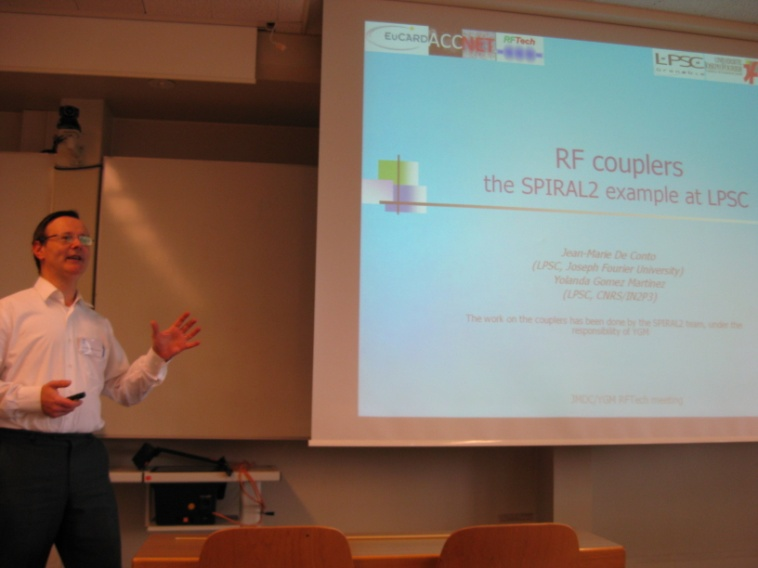 EuCARD ACCNET RFTech
LPSC
RF couplers
the SPIRAL2 example at LPSC
Jean-Marie De Conto
(LPSC, Joseph Fourier University)
Yolanda Gomez Martinez
(LPSC, CNRS/IN2P3)
The work on the couplers has been done by the SPIRAL2 team, under the
responsibility of YGM
JMDC/YGM RFTech meeting